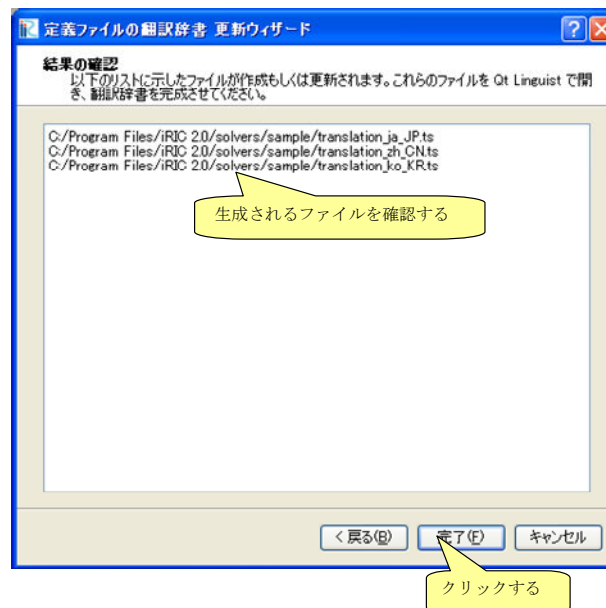 定義ファイルの翻訳辞書 更新ウィザード
結果の確認
以下のリストに示したファイルが作成もしくは更新されます。これらのファイルを Qt Linguist で開
き、翻訳辞書を完成させてください。
C:/Program Files/iRIC 2.0/solvers/sample/translation_ja_JP.ts
C:/Program Files/iRIC 2.0/solvers/sample/translation_zh_CN.ts
C:/Program Files/iRIC 2.0/solvers/sample/translation_ko_KR.ts
生成されるファイルを確認する
< 戻る(B) 完了(F) キャンセル
クリックする